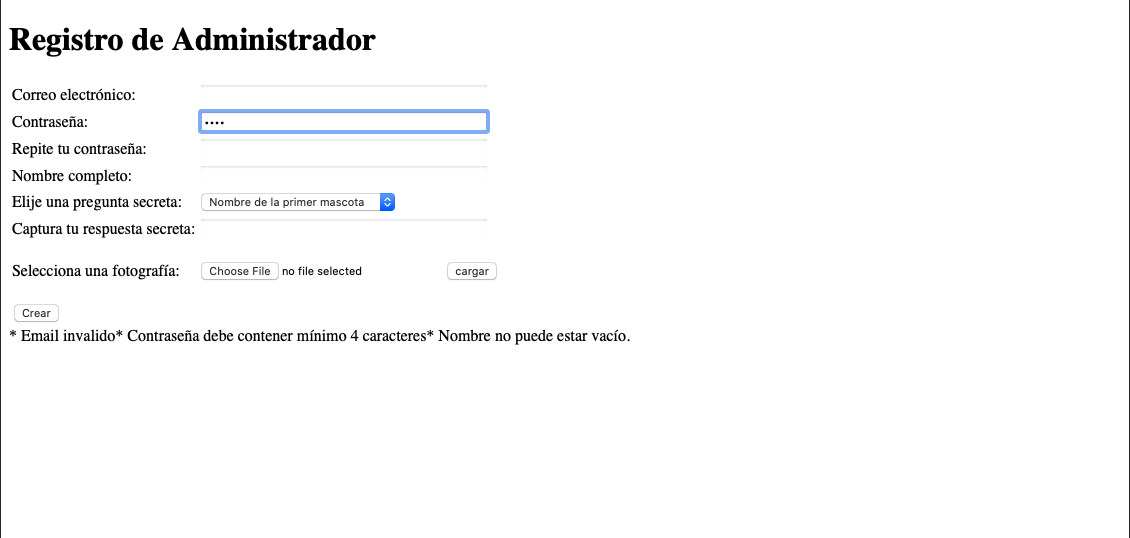 Registro de Administrador
Correo electrónico:
Contraseña: ••••
Repite tu contraseña:
Nombre completo:
Elije una pregunta secreta: Nombre de la primer mascota
Captura tu respuesta secreta:
Selecciona una fotografía: Choose File no file selected cargar
Crear
* Email invalido* Contraseña debe contener mínimo 4 caracteres* Nombre no puede estar vacío.